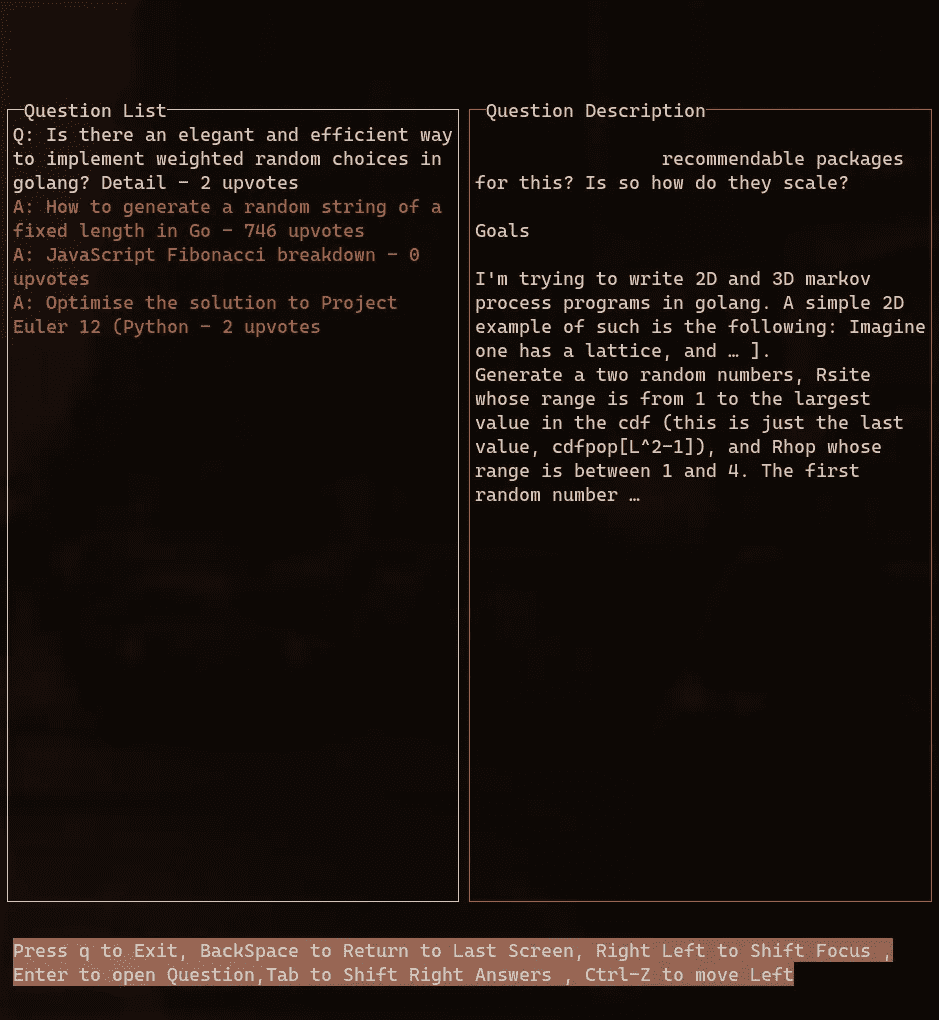 Question List
Q: Is there an elegant and efficient way
to implement weighted random choices in
golang? Detail - 2 upvotes
A: How to generate a random string of a
fixed length in Go - 746 upvotes
A: JavaScript Fibonacci breakdown - 0
upvotes
A: Optimise the solution to Project
Euler 12 (Python - 2 upvotes
Question Description
recommendable packages
for this? Is so how do they scale?
Goals
I'm trying to write 2D and 3D markov
process programs in golang. A simple 2D
example of such is the following: Imagine
one has a lattice, and … ].
Generate a two random numbers, Rsite
whose range is from 1 to the largest
value in the cdf (this is just the last
value, cdfpop[L^2-1]), and Rhop whose
range is between 1 and 4. The first
random number …
Press q to Exit, BackSpace to Return to Last Screen, Right Left to Shift Focus ,
Enter to open Question,Tab to Shift Right Answers , Ctrl-Z to move Left